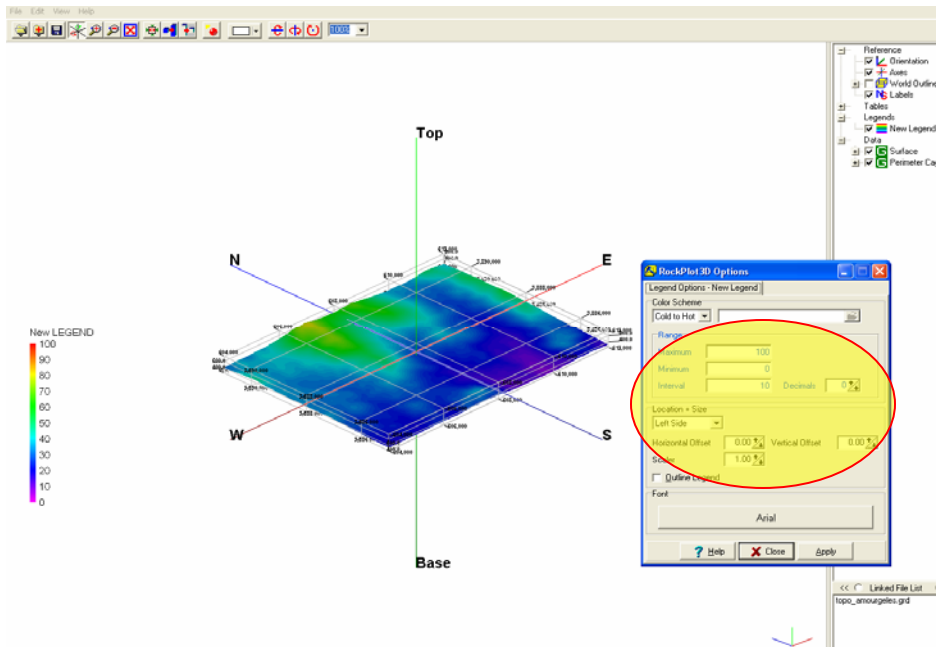 File Edit View Help
100%
Reference
Orientation
Axes
World Outline
Labels
Tables
Legends
New Legend
Data
Surface
Perimeter Cag
Top
N
E
W
S
Base
New LEGEND
100
90
80
70
60
50
40
30
20
10
0
RockPlot3D Options
Legend Options - New Legend
Color Scheme
Cold to Hot
Range
Maximum 100
Minimum 0
Interval 10 Decimals 0
Location + Size
Left Side
Horizontal Offset 0.00 Vertical Offset 0.00
Scaler 1.00
Outline Legend
Font
Arial
? Help X Close Apply
<< Linked File List
topo_amourgeles.grd